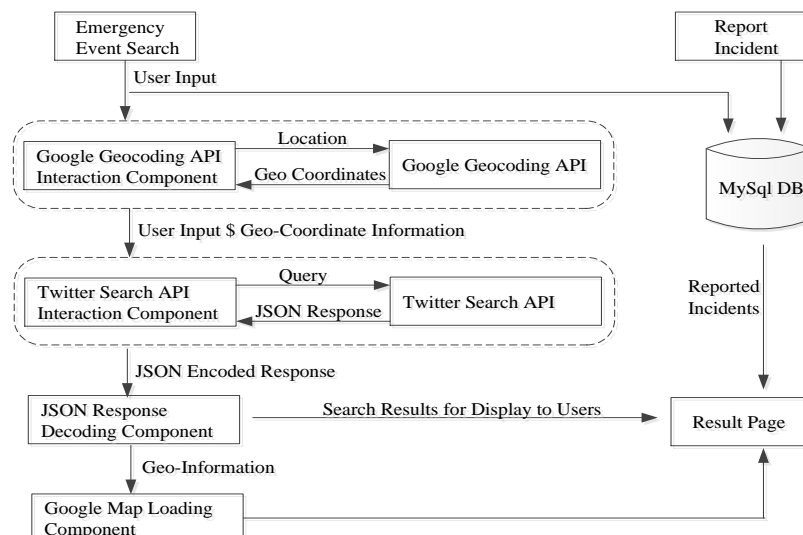 Emergency
Event Search
Report
Incident
User Input
Location
Google Geocoding API
Interaction Component
Google Geocoding API
Geo Coordinates
MySql DB
User Input $ Geo-Coordinate Information
Query
Twitter Search API
Interaction Component
Twitter Search API
JSON Response
Reported
Incidents
JSON Encoded Response
JSON Response
Decoding Component
Search Results for Display to Users
Result Page
Geo-Information
Google Map Loading
Component